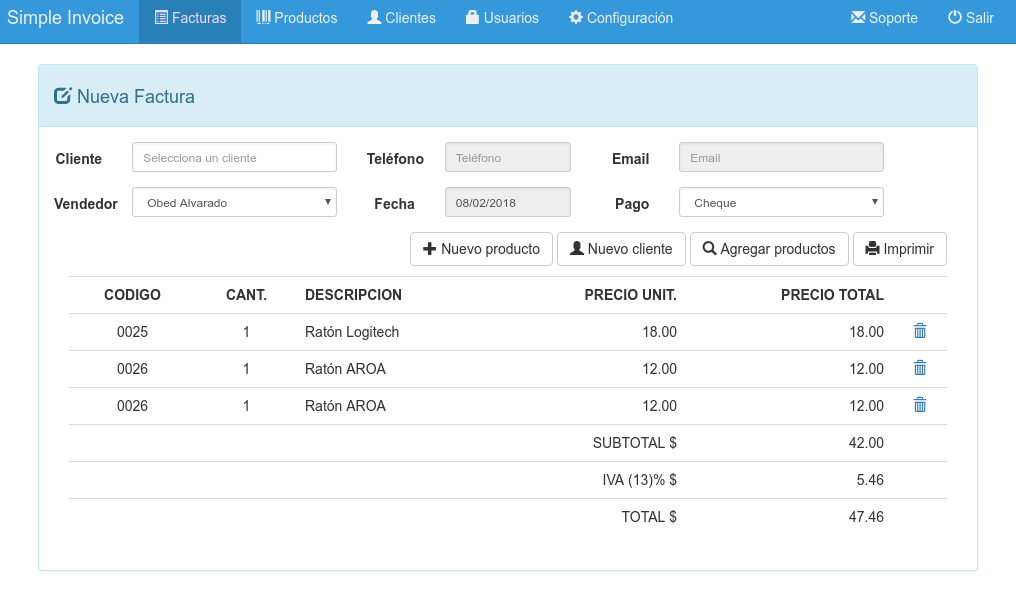 Simple Invoice Facturas Productos Clientes Usuarios Configuración Soporte Salir
Nueva Factura
Cliente Selecciona un cliente Teléfono Teléfono Email Email
Vendedor Obed Alvarado Fecha 08/02/2018 Pago Cheque
Nuevo producto Nuevo cliente Agregar productos Imprimir
CODIGO CANT. DESCRIPCION PRECIO UNIT. PRECIO TOTAL
0025 1 Ratón Logitech 18.00 18.00
0026 1 Ratón AROA 12.00 12.00
0026 1 Ratón AROA 12.00 12.00
SUBTOTAL $ 42.00
IVA (13)% $ 5.46
TOTAL $ 47.46